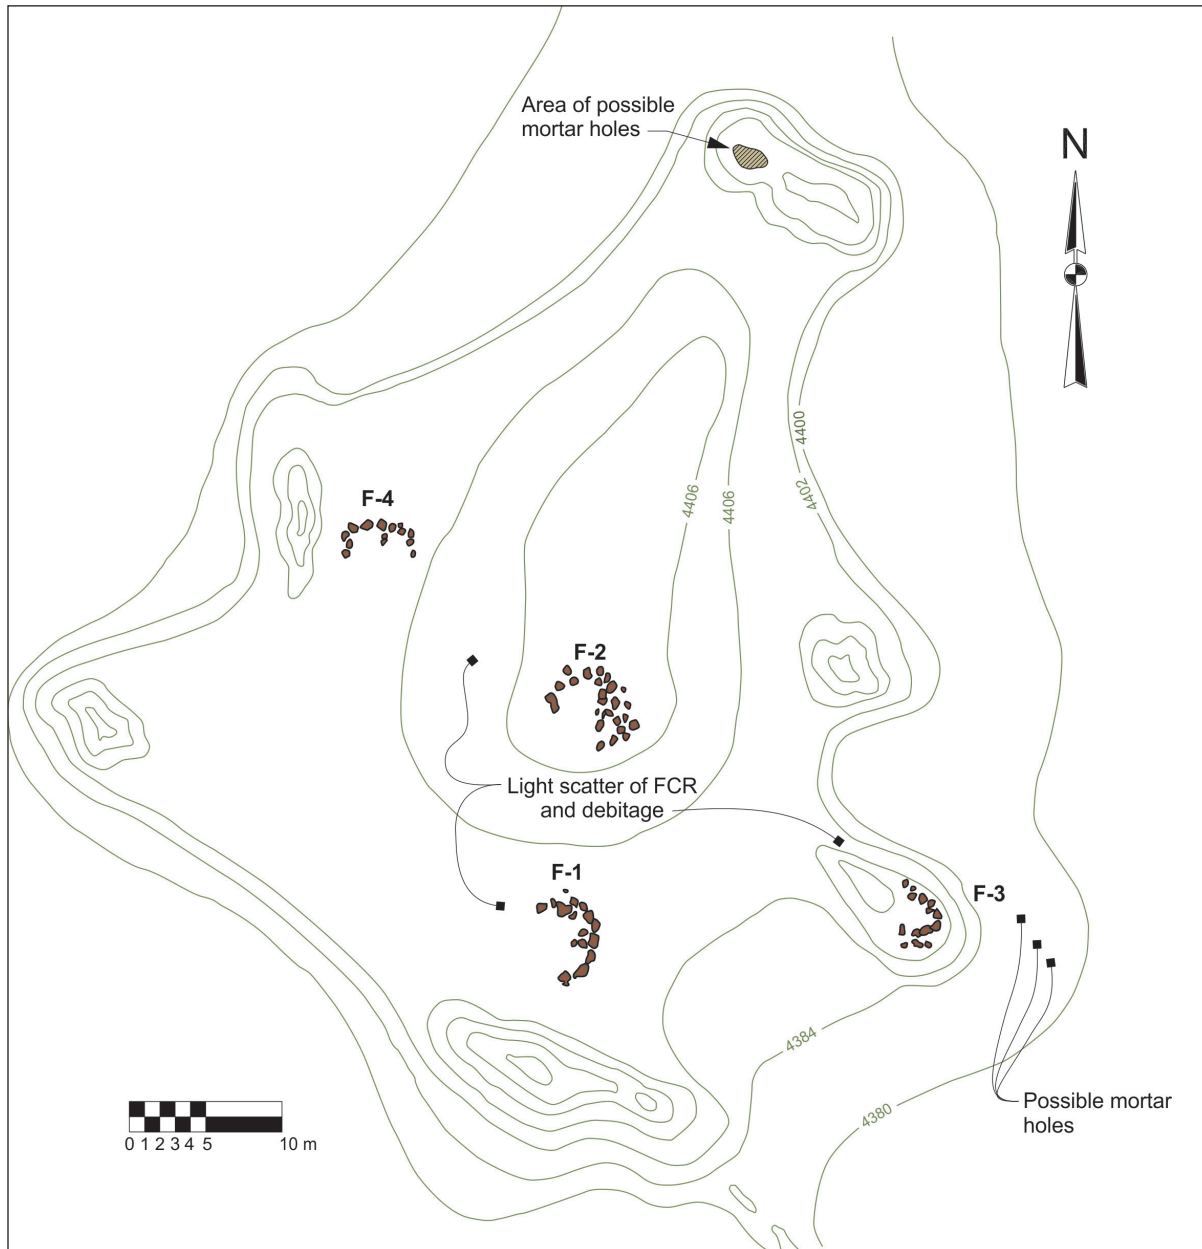 Area of possible
mortar holes
N
4400
4402
F-4
4406
4406
F-2
Light scatter of FCR
and debitage
F-1
F-3
4384
4380
Possible mortar
holes
0 1 2 3 4 5 10 m